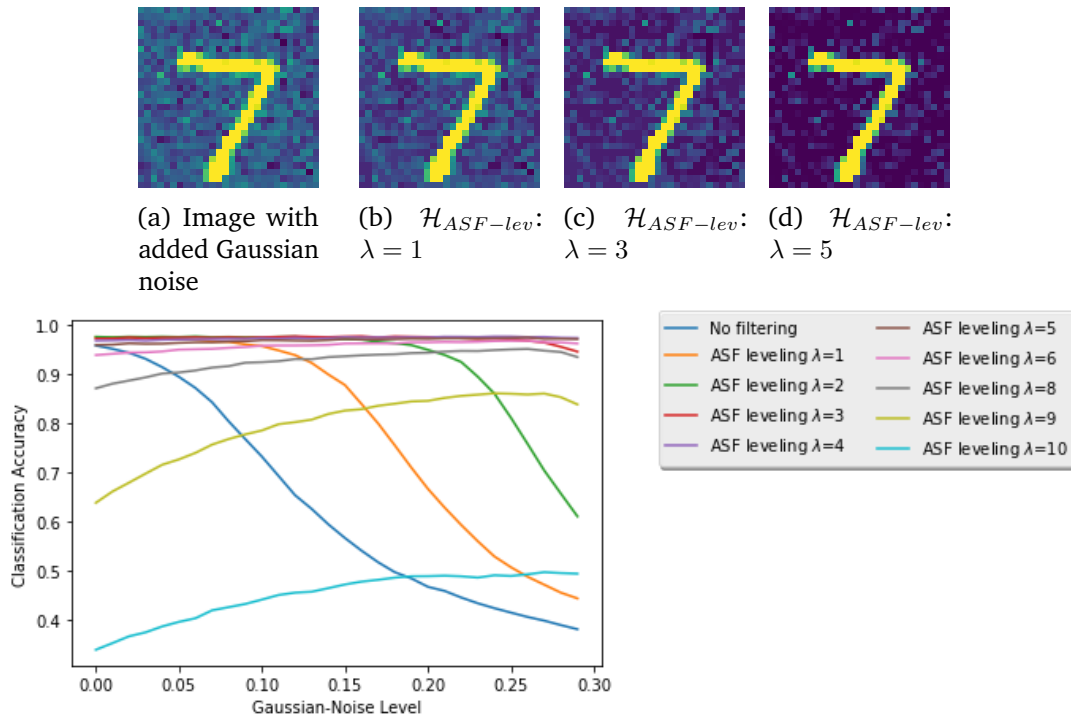 (a) Image with
added Gaussian
noise
(b) $\mathcal{H}_{ASF-lev}$:
λ = 1
(c) $\mathcal{H}_{ASF-lev}$:
λ = 3
(d) $\mathcal{H}_{ASF-lev}$:
λ = 5
Classification Accuracy
1.0
0.9
0.8
0.7
0.6
0.5
0.4
0.00 0.05 0.10 0.15 0.20 0.25 0.30
Gaussian-Noise Level
No filtering
ASF leveling λ=1
ASF leveling λ=2
ASF leveling λ=3
ASF leveling λ=4
ASF leveling λ=5
ASF leveling λ=6
ASF leveling λ=8
ASF leveling λ=9
ASF leveling λ=10